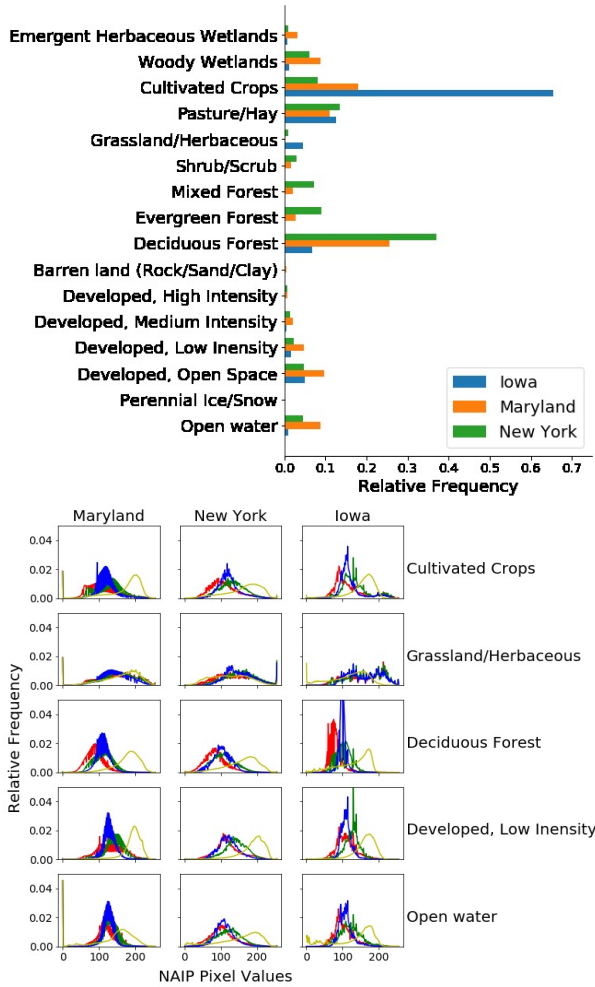 Emergent Herbaceous Wetlands
Woody Wetlands
Cultivated Crops
Pasture/Hay
Grassland/Herbaceous
Shrub/Scrub
Mixed Forest
Evergreen Forest
Deciduous Forest
Barren land (Rock/Sand/Clay)
Developed, High Intensity
Developed, Medium Intensity
Developed, Low Inensity
Developed, Open Space
Perennial Ice/Snow
Open water
Iowa
Maryland
New York
0.0 0.1 0.2 0.3 0.4 0.5 0.6 0.7
Relative Frequency
Maryland New York Iowa
0.04
0.02
0.00
Cultivated Crops
0.04
0.02
0.00
Grassland/Herbaceous
0.04
0.02
0.00
Deciduous Forest
0.04
0.02
0.00
Developed, Low Inensity
0.04
0.02
0.00
Open water
0 100 200 0 100 200 0 100 200
Relative Frequency
NAIP Pixel Values